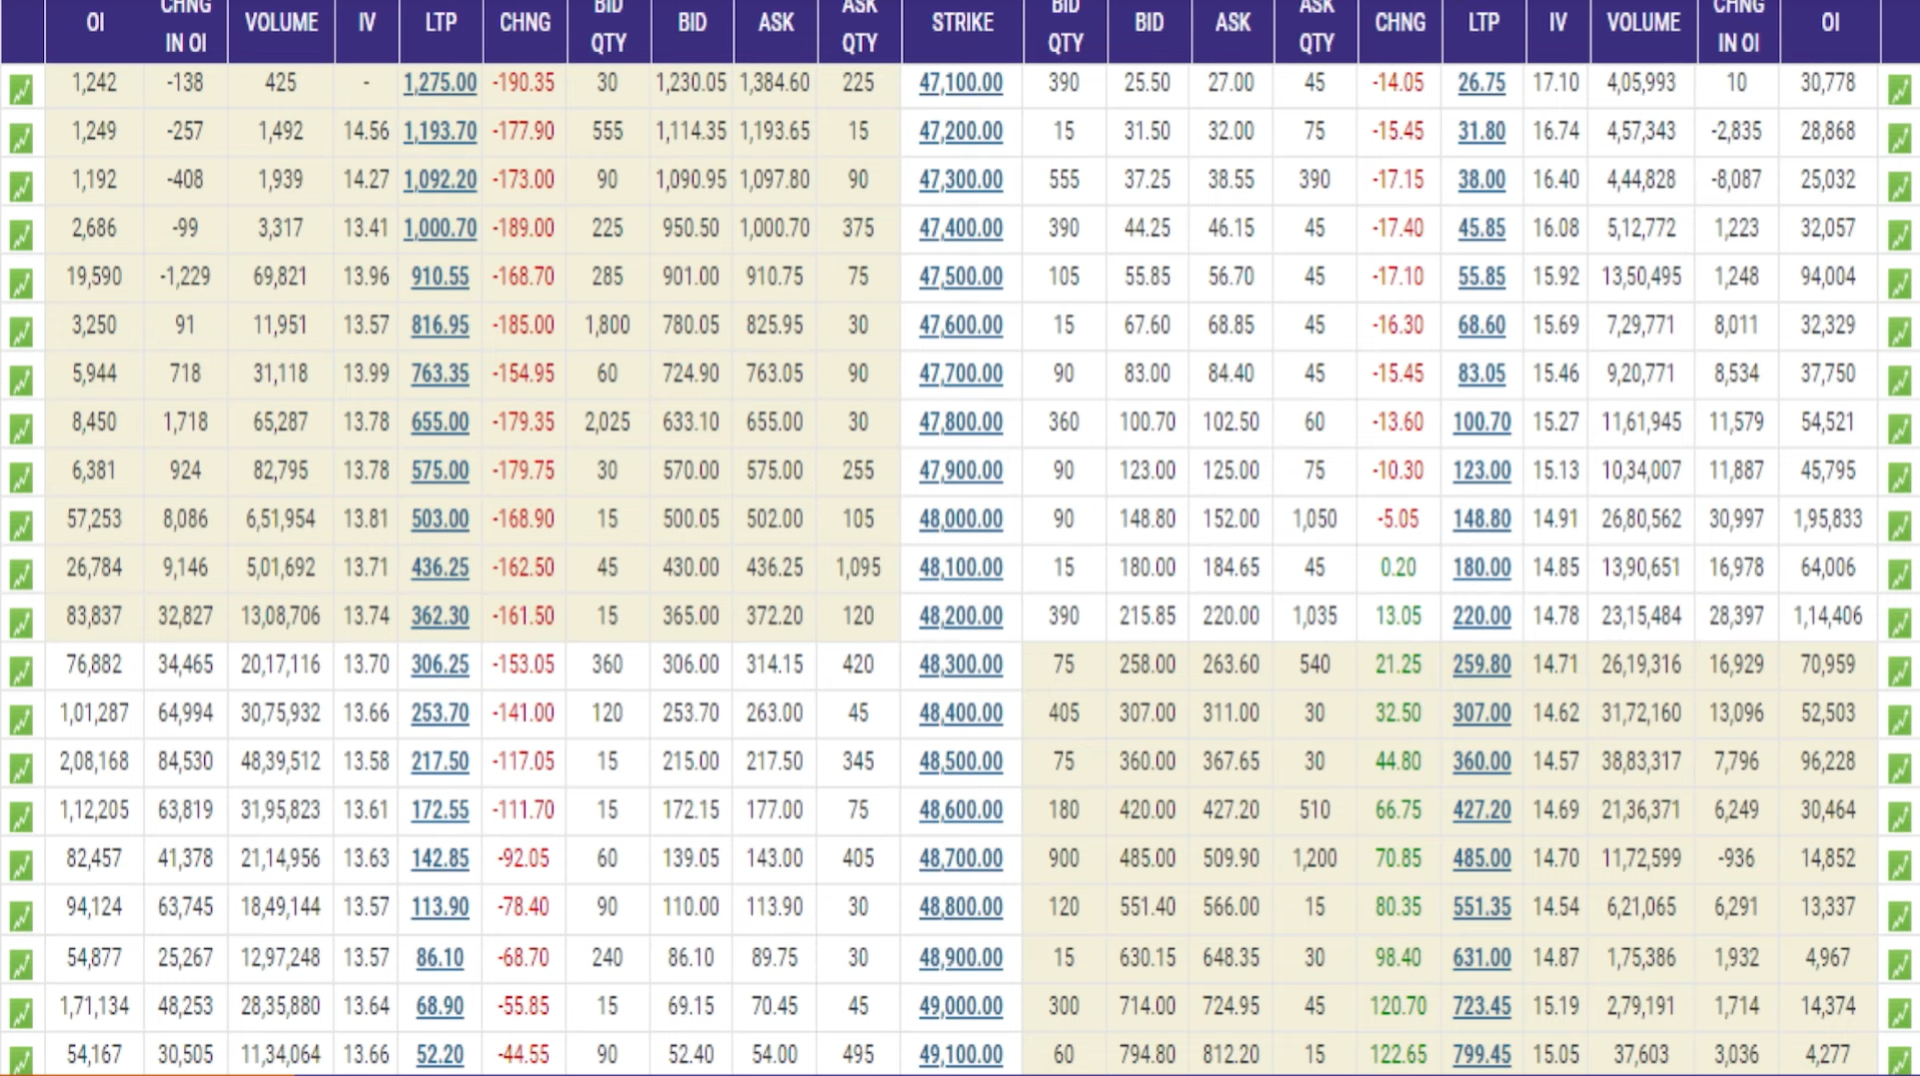 OI CHNG IN OI VOLUME IV LTP CHNG BID QTY BID ASK ASK QTY STRIKE BID QTY BID ASK ASK QTY CHNG LTP IV VOLUME CHNG IN OI OI
1,242 -138 425 - 1,275.00 -190.35 30 1,230.05 1,384.60 225 47,100.00 390 25.50 27.00 45 -14.05 26.75 17.10 4,05,993 10 30,778
1,249 -257 1,492 14.56 1,193.70 -177.90 555 1,114.35 1,193.65 15 47,200.00 15 31.50 32.00 75 -15.45 31.80 16.74 4,57,343 -2,835 28,868
1,192 -408 1,939 14.27 1,092.20 -173.00 90 1,090.95 1,097.80 90 47,300.00 555 37.25 38.55 390 -17.15 38.00 16.40 4,44,828 -8,087 25,032
2,686 -99 3,317 13.41 1,000.70 -189.00 225 950.50 1,000.70 375 47,400.00 390 44.25 46.15 45 -17.40 45.85 16.08 5,12,772 1,223 32,057
19,590 -1,229 69,821 13.96 910.55 -168.70 285 901.00 910.75 75 47,500.00 105 55.85 56.70 45 -17.10 55.85 15.92 13,50,495 1,248 94,004
3,250 91 11,951 13.57 816.95 -185.00 1,800 780.05 825.95 30 47,600.00 15 67.60 68.85 45 -16.30 68.60 15.69 7,29,771 8,011 32,329
5,944 718 31,118 13.99 763.35 -154.95 60 724.90 763.05 90 47,700.00 90 83.00 84.40 45 -15.45 83.05 15.46 9,20,771 8,534 37,750
8,450 1,718 65,287 13.78 655.00 -179.35 2,025 633.10 655.00 30 47,800.00 360 100.70 102.50 60 -13.60 100.70 15.27 11,61,945 11,579 54,521
6,381 924 82,795 13.78 575.00 -179.75 30 570.00 575.00 255 47,900.00 90 123.00 125.00 75 -10.30 123.00 15.13 10,34,007 11,887 45,795
57,253 8,086 6,51,954 13.81 503.00 -168.90 15 500.05 502.00 105 48,000.00 90 148.80 152.00 1,050 -5.05 148.80 14.91 26,80,562 30,997 1,95,833
26,784 9,146 5,01,692 13.71 436.25 -162.50 45 430.00 436.25 1,095 48,100.00 15 180.00 184.65 45 0.20 180.00 14.85 13,90,651 16,978 64,006
83,837 32,827 13,08,706 13.74 362.30 -161.50 15 365.00 372.20 120 48,200.00 390 215.85 220.00 1,035 13.05 220.00 14.78 23,15,484 28,397 1,14,406
76,882 34,465 20,17,116 13.70 306.25 -153.05 360 306.00 314.15 420 48,300.00 75 258.00 263.60 540 21.25 259.80 14.71 26,19,316 16,929 70,959
1,01,287 64,994 30,75,932 13.66 253.70 -141.00 120 253.70 263.00 45 48,400.00 405 307.00 311.00 30 32.50 307.00 14.62 31,72,160 13,096 52,503
2,08,168 84,530 48,39,512 13.58 217.50 -117.05 15 215.00 217.50 345 48,500.00 75 360.00 367.65 30 44.80 360.00 14.57 38,83,317 7,796 96,228
1,12,205 63,819 31,95,823 13.61 172.55 -111.70 15 172.15 177.00 75 48,600.00 180 420.00 427.20 510 66.75 427.20 14.69 21,36,371 6,249 30,464
82,457 41,378 21,14,956 13.63 142.85 -92.05 60 139.05 143.00 405 48,700.00 900 485.00 509.90 1,200 70.85 485.00 14.70 11,72,599 -936 14,852
94,124 63,745 18,49,144 13.57 113.90 -78.40 90 110.00 113.90 30 48,800.00 120 551.40 566.00 15 80.35 551.35 14.54 6,21,065 6,291 13,337
54,877 25,267 12,97,248 13.57 86.10 -68.70 240 86.10 89.75 30 48,900.00 15 630.15 648.35 30 98.40 631.00 14.87 1,75,386 1,932 4,967
1,71,134 48,253 28,35,880 13.64 68.90 -55.85 15 69.15 70.45 45 49,000.00 300 714.00 724.95 45 120.70 723.45 15.19 2,79,191 1,714 14,374
54,167 30,505 11,34,064 13.66 52.20 -44.55 90 52.40 54.00 495 49,100.00 60 794.80 812.20 15 122.65 799.45 15.05 37,603 3,036 4,277